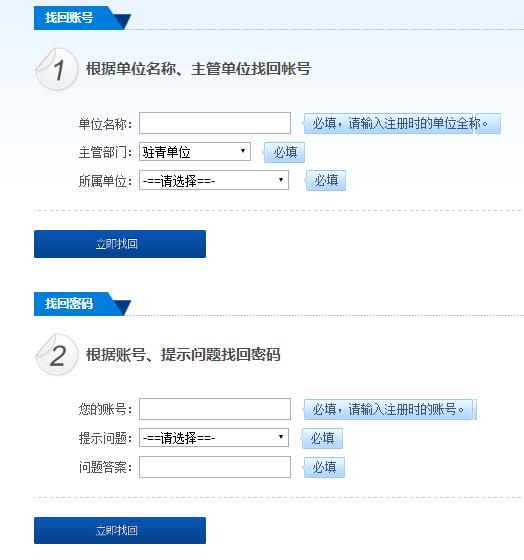 找回账号
1 根据单位名称、主管单位找回帐号
单位名称： 必填，请输入注册时的单位全称。
主管部门： 驻青单位 必填
所属单位： -==请选择==- 必填
立即找回
找回密码
2 根据账号、提示问题找回密码
您的账号： 必填，请输入注册时的账号。
提示问题： -==请选择==- 必填
问题答案： 必填
立即找回